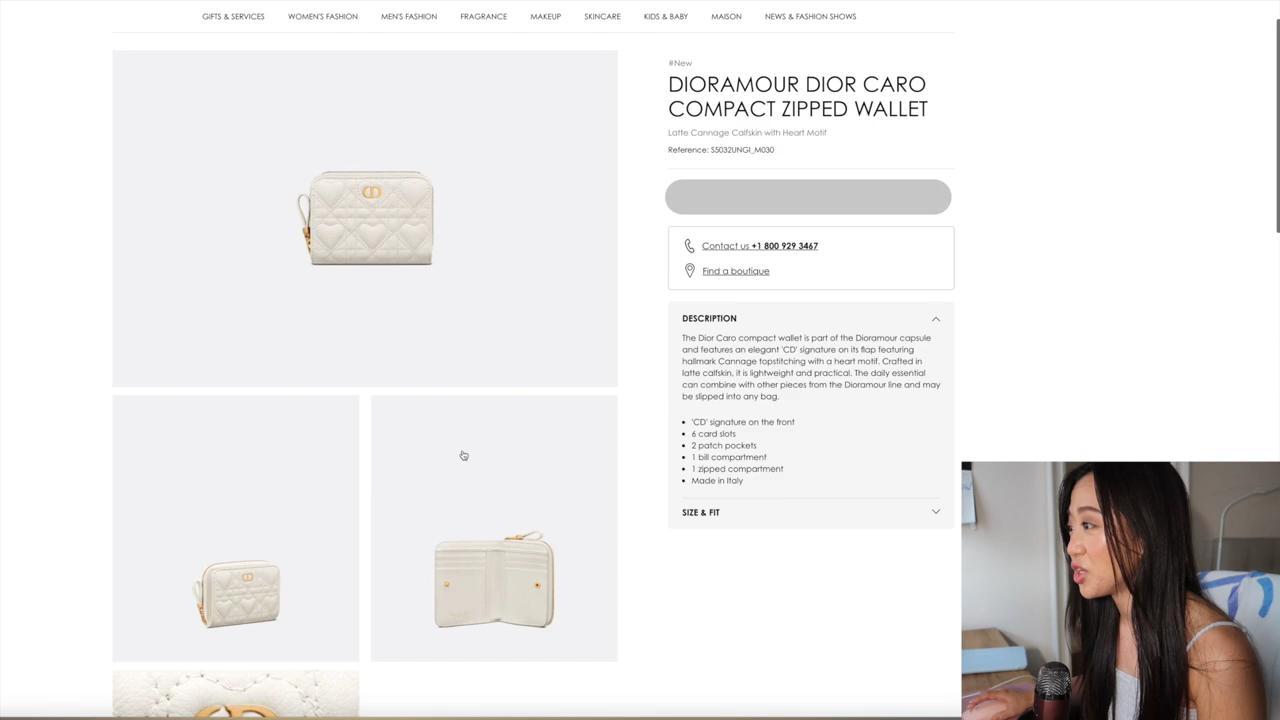 GIFTS & SERVICES WOMEN'S FASHION MEN'S FASHION FRAGRANCE MAKEUP SKINCARE KIDS & BABY MAISON NEWS & FASHION SHOWS
#New
DIORAMOUR DIOR CARO
COMPACT ZIPPED WALLET
Latte Cannage Calfskin with Heart Motif
Reference: S5032UNGI_M030
Contact us +1 800 929 3467
Find a boutique
DESCRIPTION
The Dior Caro compact wallet is part of the Dioramour capsule
and features an elegant 'CD' signature on its flap featuring
hallmark Cannage topstitching with a heart motif. Crafted in
latte calfskin, it is lightweight and practical. The daily essential
can combine with other pieces from the Dioramour line and may
be slipped into any bag.
• 'CD' signature on the front
• 6 card slots
• 2 patch pockets
• 1 bill compartment
• 1 zipped compartment
• Made in Italy
SIZE & FIT